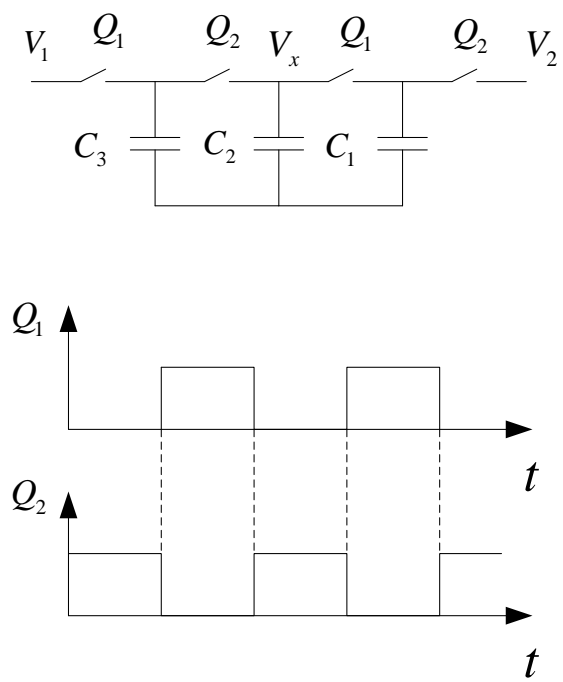 V₁ Q₁ Q₂ Vₓ Q₁ Q₂ V₂
C₃ C₂ C₁
Q₁
t
Q₂
t